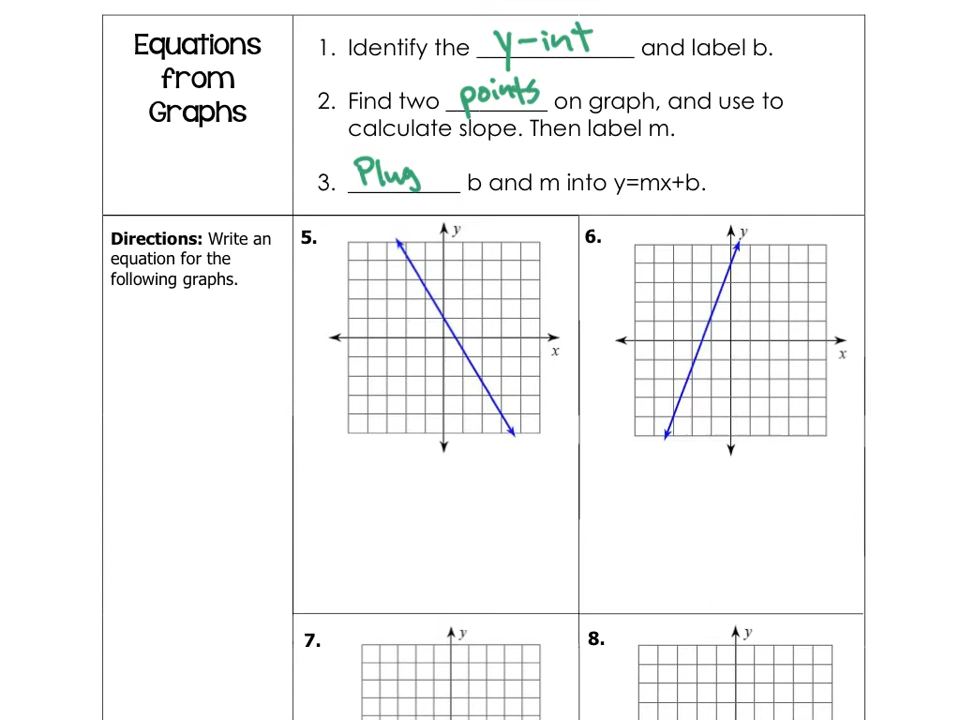 Equations
from
Graphs
1. Identify the y-int and label b.
2. Find two points on graph, and use to
calculate slope. Then label m.
3. Plug b and m into y=mx+b.
Directions: Write an
equation for the
following graphs.
5.
y
x
6.
y
x
7.
y
8.
y